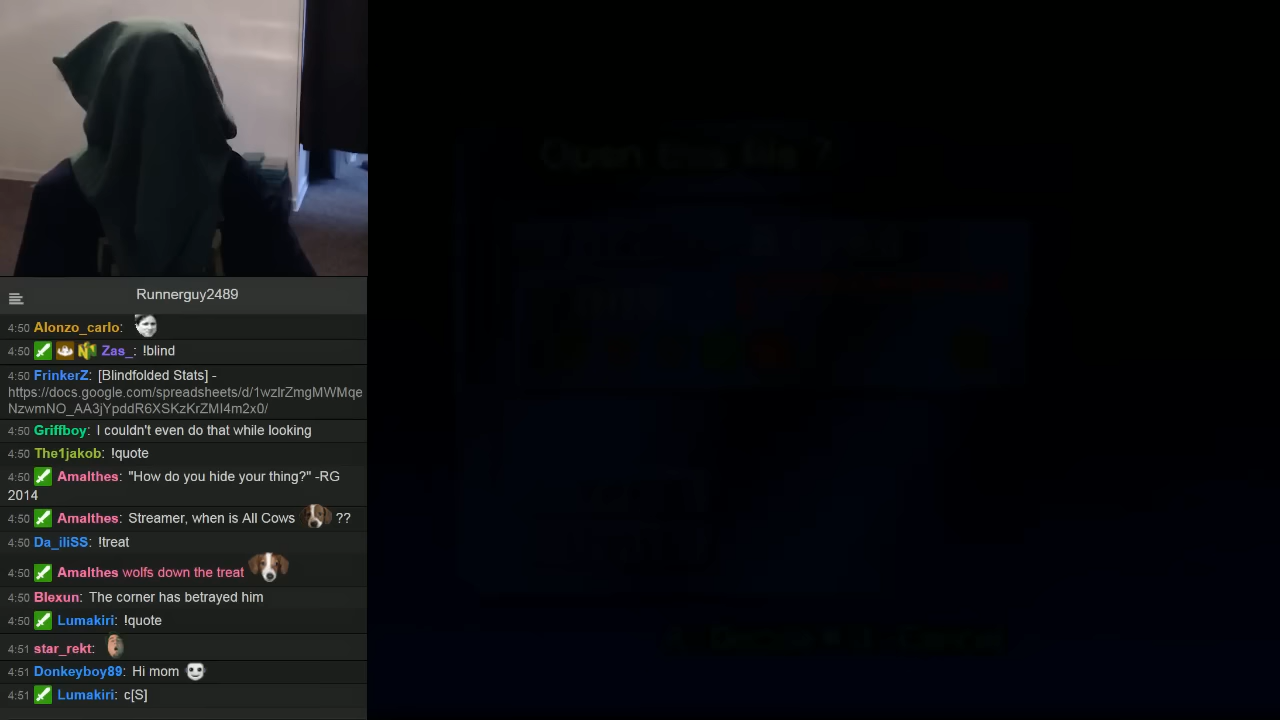 Runnerguy2489
4:50 Alonzo_carlo:
4:50 Zas_: !blind
4:50 FrinkerZ: [Blindfolded Stats] -
https://docs.google.com/spreadsheets/d/1wzIrZmgMWMqe
NzwmNO_AA3jYpddR6XSKzKrZMI4m2x0/
4:50 Griffboy: I couldn't even do that while looking
4:50 The1jakob: !quote
4:50 Amalthes: "How do you hide your thing?" -RG
2014
4:50 Amalthes: Streamer, when is All Cows ??
4:50 Da_iliSS: !treat
4:50 Amalthes wolfs down the treat
4:50 Blexun: The corner has betrayed him
4:50 Lumakiri: !quote
4:51 star_rekt:
4:51 Donkeyboy89: Hi mom
4:51 Lumakiri: c[S]
Open this file?